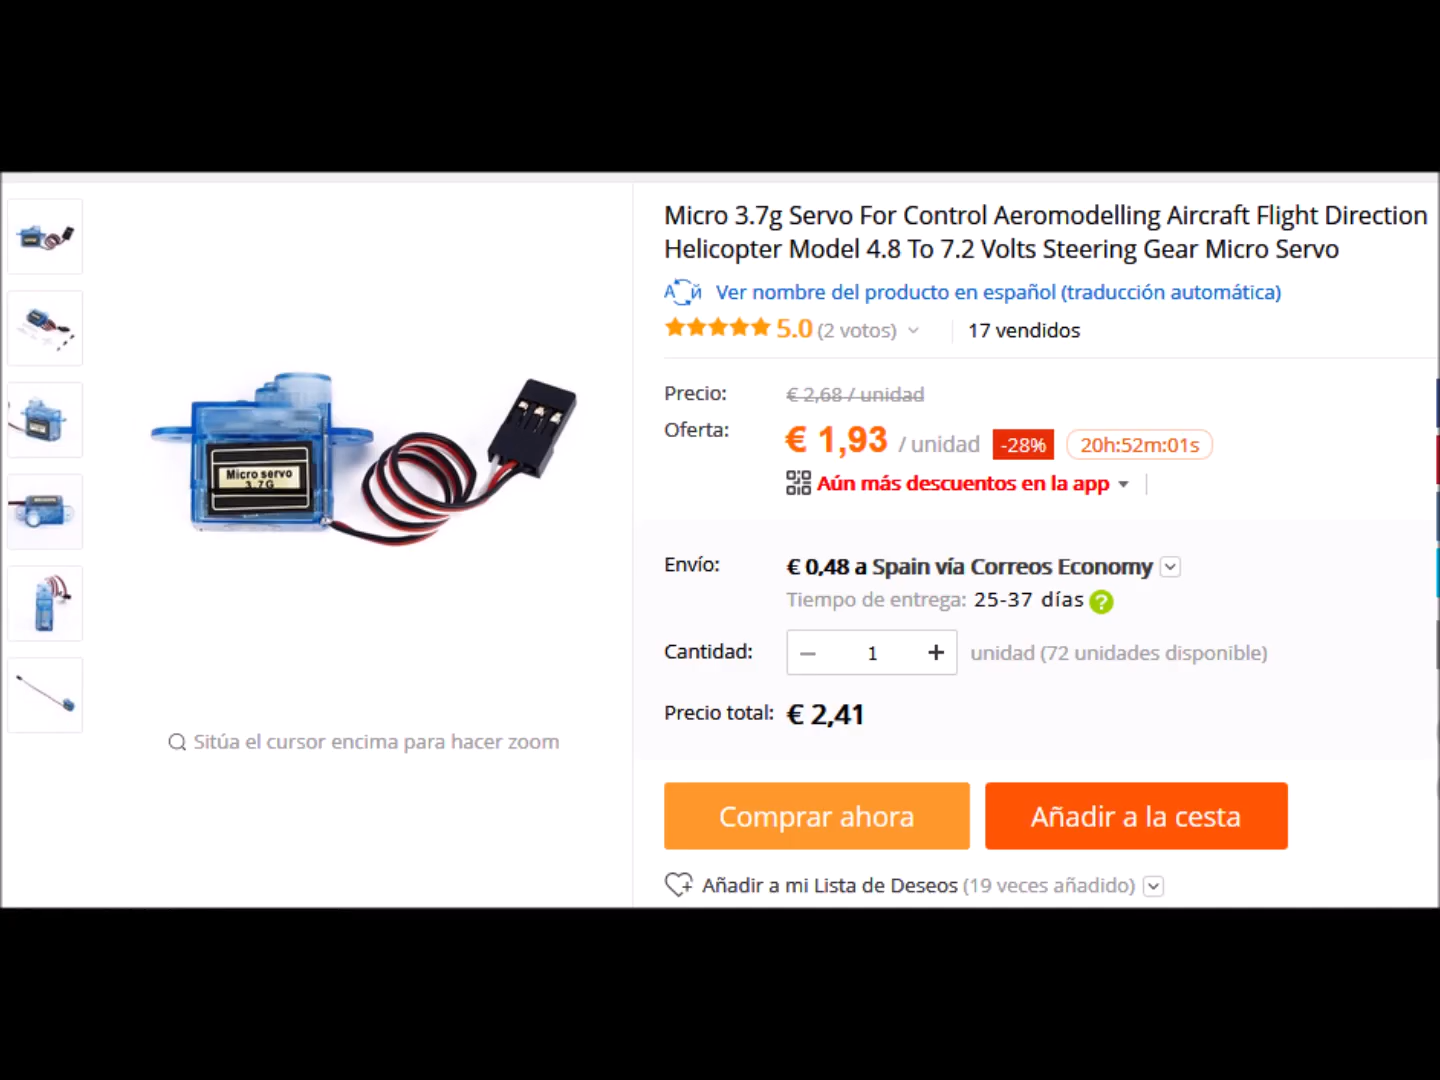 Micro 3.7g Servo For Control Aeromodelling Aircraft Flight Direction
Helicopter Model 4.8 To 7.2 Volts Steering Gear Micro Servo
Ver nombre del producto en español (traducción automática)
5.0 (2 votos)
17 vendidos
Precio: € 2,68 / unidad
Oferta: € 1,93 / unidad -28% 20h:52m:01s
Aún más descuentos en la app
Micro servo
3.7G
Envío: € 0,48 a Spain vía Correos Economy
Tiempo de entrega: 25-37 días ?
Cantidad: − 1 + unidad (72 unidades disponible)
Precio total: € 2,41
Sitúa el cursor encima para hacer zoom
Comprar ahora
Añadir a la cesta
Añadir a mi Lista de Deseos (19 veces añadido)